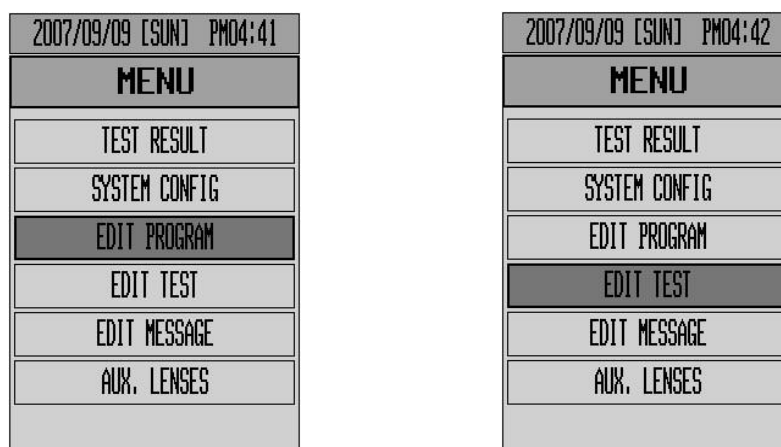 2007/09/09 [SUN] PM04:41
MENU
TEST RESULT
SYSTEM CONFIG
EDIT PROGRAM
EDIT TEST
EDIT MESSAGE
AUX. LENSES
2007/09/09 [SUN] PM04:42
MENU
TEST RESULT
SYSTEM CONFIG
EDIT PROGRAM
EDIT TEST
EDIT MESSAGE
AUX. LENSES